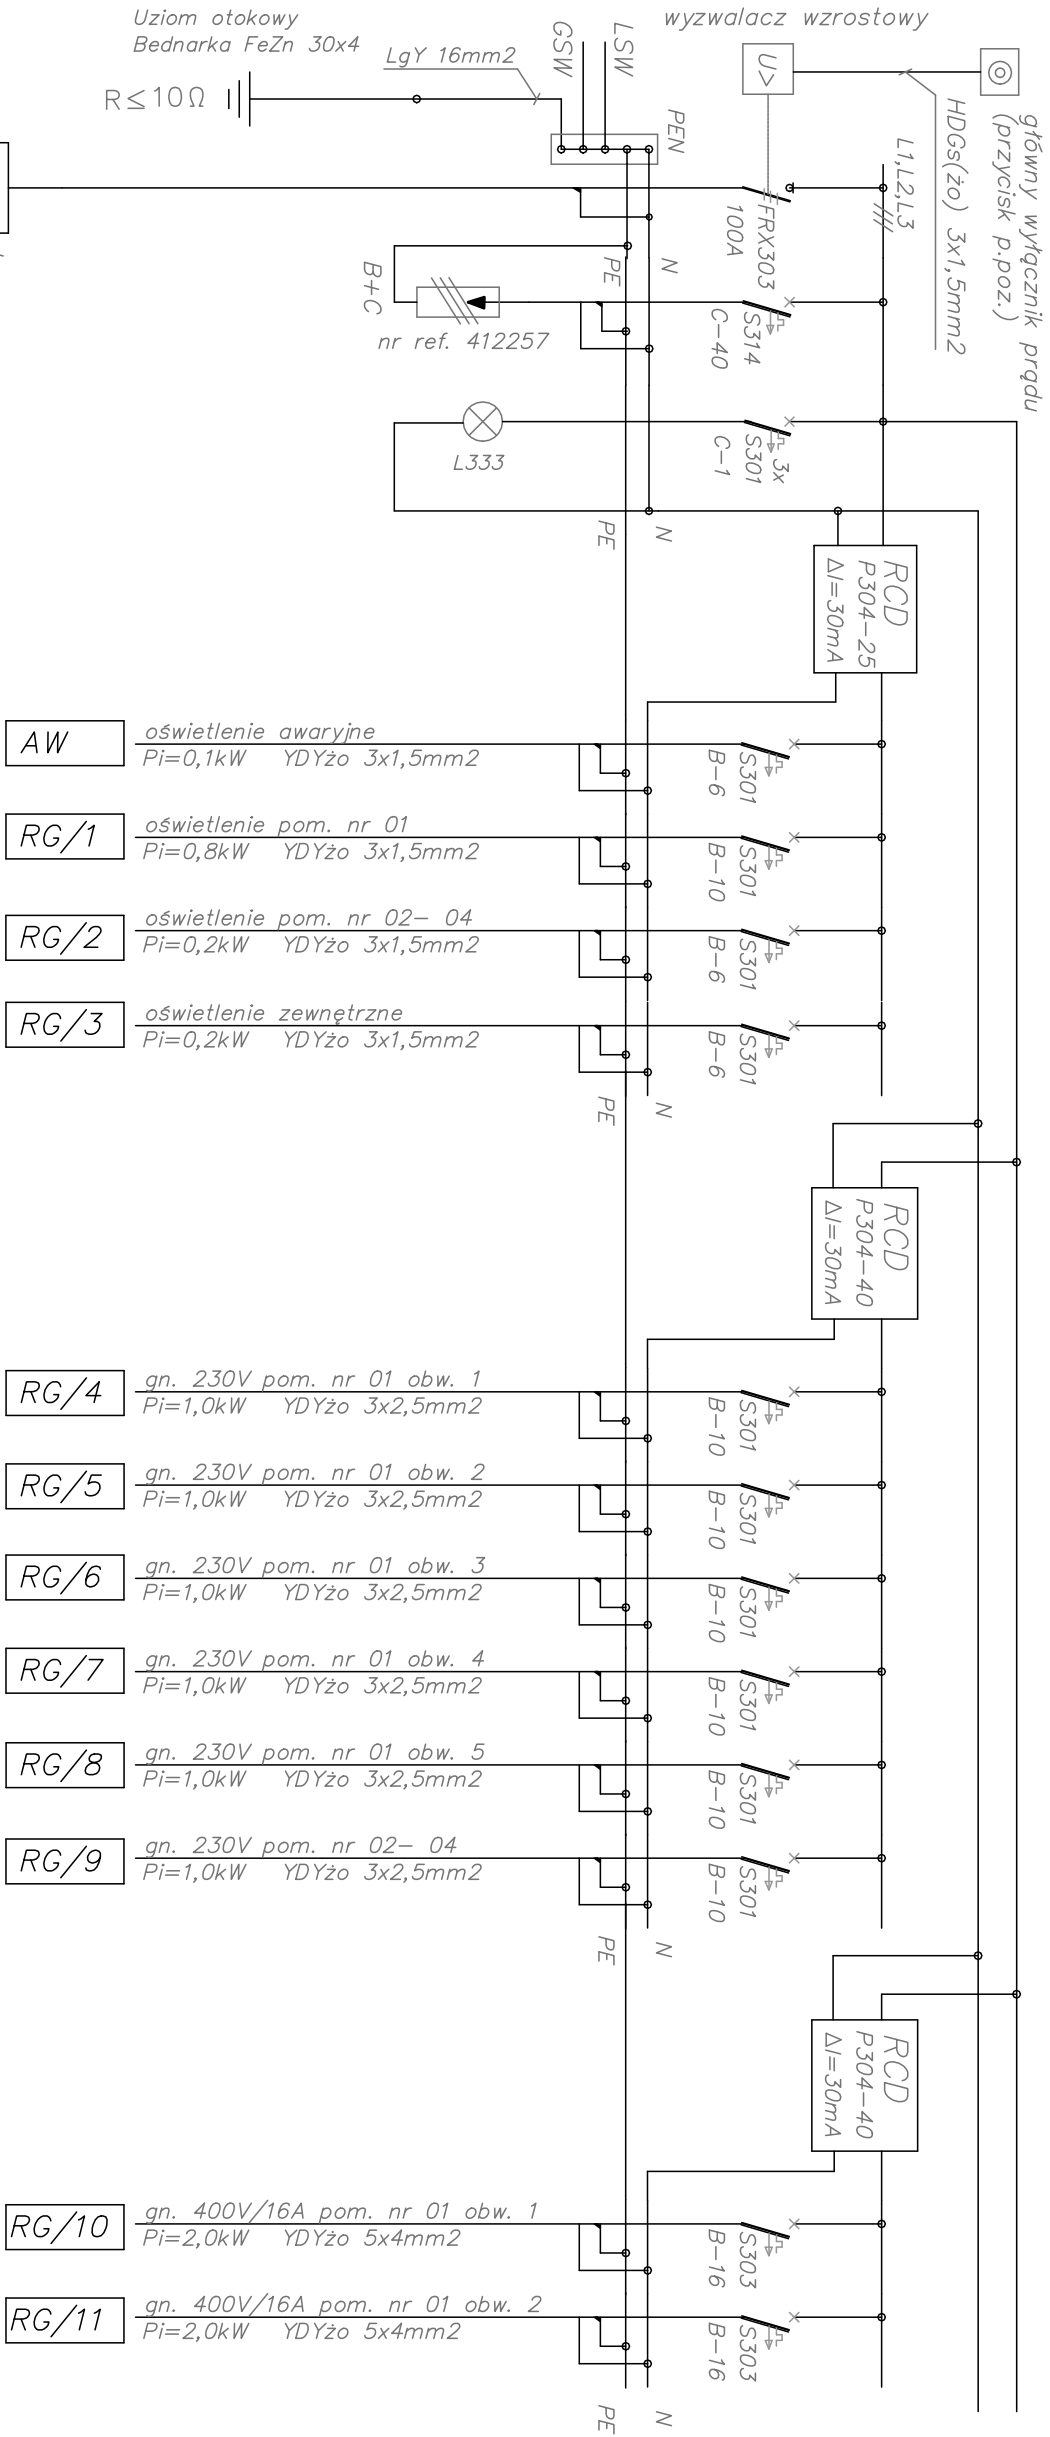 Uziom otokowy
Bednarka FeZn 30x4
R≤10Ω
LgY 16mm2
GSW
LSW
PEN
wyzwalacz wzrostowy
U>
główny wyłącznik prądu
(przycisk p.poz.)
HDGs(żo) 3x1,5mm2
L1,L2,L3
FRX303
100A
N
PE
B+C
nr ref. 412257
S314
C-40
L333
3x
S301
C-1
N
PE
RCD
P304-25
ΔI=30mA
AW
oświetlenie awaryjne
Pi=0,1kW YDYżo 3x1,5mm2
S301
B-6
RG/1
oświetlenie pom. nr 01
Pi=0,8kW YDYżo 3x1,5mm2
S301
B-10
RG/2
oświetlenie pom. nr 02- 04
Pi=0,2kW YDYżo 3x1,5mm2
S301
B-6
RG/3
oświetlenie zewnętrzne
Pi=0,2kW YDYżo 3x1,5mm2
S301
B-6
N
PE
RCD
P304-40
ΔI=30mA
RG/4
gn. 230V pom. nr 01 obw. 1
Pi=1,0kW YDYżo 3x2,5mm2
S301
B-10
RG/5
gn. 230V pom. nr 01 obw. 2
Pi=1,0kW YDYżo 3x2,5mm2
S301
B-10
RG/6
gn. 230V pom. nr 01 obw. 3
Pi=1,0kW YDYżo 3x2,5mm2
S301
B-10
RG/7
gn. 230V pom. nr 01 obw. 4
Pi=1,0kW YDYżo 3x2,5mm2
S301
B-10
RG/8
gn. 230V pom. nr 01 obw. 5
Pi=1,0kW YDYżo 3x2,5mm2
S301
B-10
RG/9
gn. 230V pom. nr 02- 04
Pi=1,0kW YDYżo 3x2,5mm2
S301
B-10
N
PE
RCD
P304-40
ΔI=30mA
RG/10
gn. 400V/16A pom. nr 01 obw. 1
Pi=2,0kW YDYżo 5x4mm2
S303
B-16
RG/11
gn. 400V/16A pom. nr 01 obw. 2
Pi=2,0kW YDYżo 5x4mm2
S303
B-16
N
PE